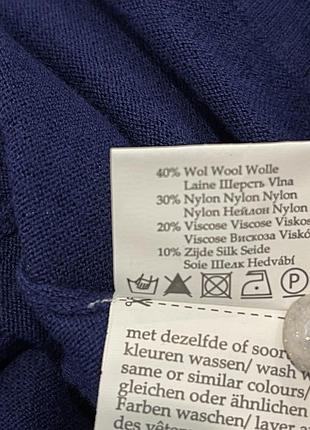 40% Wol Wool Wolle
Laine Шерсть Vlna
30% Nylon Nylon Nylon
Nylon Нейлон Nylon
20% Viscose Viscose Viskos
Viscose Вискоза Viskó
10% Zijde Silk Seide
Soie Шелк Hedvábí
P
met dezelfde of soor
kleuren wassen/ wash w
same or similar colours/
gleichen oder ähnlichen
Farben waschen/ laver a
des vêtem